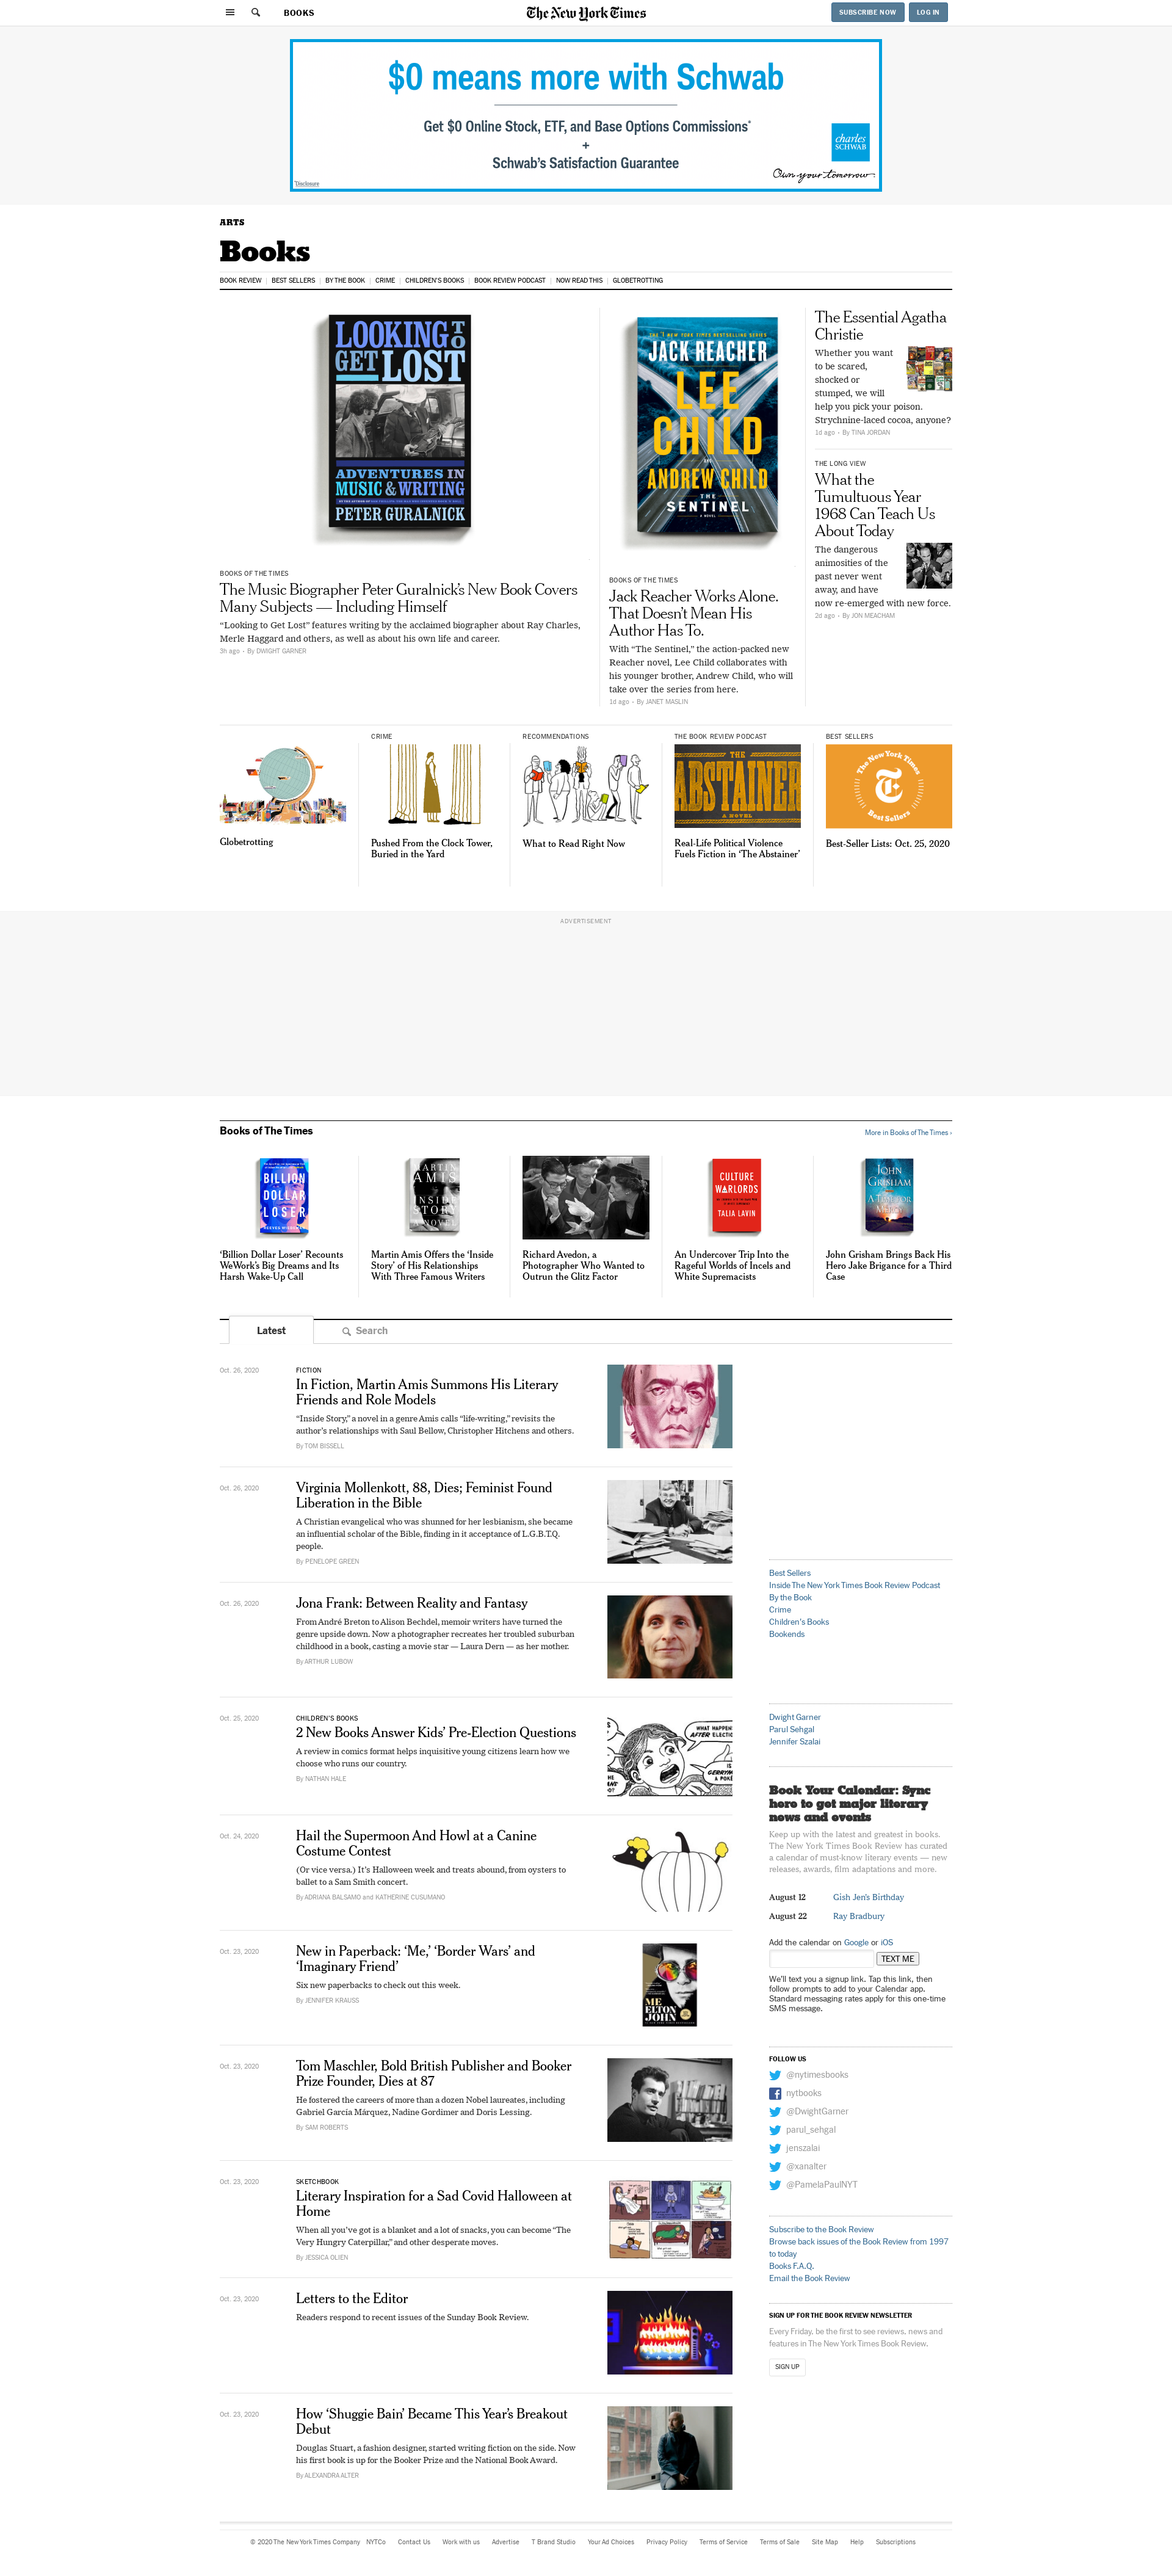 BOOKS
The New York Times
SUBSCRIBE NOW
LOG IN
$0 means more with Schwab
Get $0 Online Stock, ETF, and Base Options Commissions*
+
Schwab's Satisfaction Guarantee
charles
SCHWAB
Own your tomorrow.
Disclosure
ARTS
Books
BOOK REVIEW
BEST SELLERS
BY THE BOOK
CRIME
CHILDREN'S BOOKS
BOOK REVIEW PODCAST
NOW READ THIS
GLOBETROTTING
LOOKING TO
GET LOST
ADVENTURES IN
MUSIC & WRITING
PETER GURALNICK
BOOKS OF THE TIMES
The Music Biographer Peter Guralnick's New Book Covers
Many Subjects — Including Himself
“Looking to Get Lost” features writing by the acclaimed biographer about Ray Charles,
Merle Haggard and others, as well as about his own life and career.
3h ago • By DWIGHT GARNER
THE #1 NEW YORK TIMES BESTSELLING SERIES
JACK REACHER
LEE
CHILD
AND
ANDREW CHILD
THE
SENTINEL
A NOVEL
BOOKS OF THE TIMES
Jack Reacher Works Alone.
That Doesn't Mean His
Author Has To.
With “The Sentinel,” the action-packed new
Reacher novel, Lee Child collaborates with
his younger brother, Andrew Child, who will
take over the series from here.
1d ago • By JANET MASLIN
The Essential Agatha
Christie
Whether you want
to be scared,
shocked or
stumped, we will
help you pick your poison.
Strychnine-laced cocoa, anyone?
1d ago • By TINA JORDAN
THE LONG VIEW
What the
Tumultuous Year
1968 Can Teach Us
About Today
The dangerous
animosities of the
past never went
away, and have
now re-emerged with new force.
2d ago • By JON MEACHAM
Globetrotting
CRIME
Pushed From the Clock Tower,
Buried in the Yard
RECOMMENDATIONS
What to Read Right Now
THE BOOK REVIEW PODCAST
THE
ABSTAINER
A NOVEL
Real-Life Political Violence
Fuels Fiction in ‘The Abstainer’
BEST SELLERS
The New York Times
Best Sellers
Best-Seller Lists: Oct. 25, 2020
ADVERTISEMENT
Books of The Times
More in Books of The Times ›
BILLION
DOLLAR
LOSER
‘Billion Dollar Loser’ Recounts
WeWork's Big Dreams and Its
Harsh Wake-Up Call
MARTIN
AMIS
INSIDE
STORY
A NOVEL
Martin Amis Offers the ‘Inside
Story’ of His Relationships
With Three Famous Writers
Richard Avedon, a
Photographer Who Wanted to
Outrun the Glitz Factor
CULTURE
WARLORDS
TALIA LAVIN
An Undercover Trip Into the
Rageful Worlds of Incels and
White Supremacists
JOHN
GRISHAM
A TIME FOR
MERCY
John Grisham Brings Back His
Hero Jake Brigance for a Third
Case
Latest
Search
Oct. 26, 2020
FICTION
In Fiction, Martin Amis Summons His Literary
Friends and Role Models
“Inside Story,” a novel in a genre Amis calls “life-writing,” revisits the
author's relationships with Saul Bellow, Christopher Hitchens and others.
By TOM BISSELL
Oct. 26, 2020
Virginia Mollenkott, 88, Dies; Feminist Found
Liberation in the Bible
A Christian evangelical who was shunned for her lesbianism, she became
an influential scholar of the Bible, finding in it acceptance of L.G.B.T.Q.
people.
By PENELOPE GREEN
Oct. 26, 2020
Jona Frank: Between Reality and Fantasy
From André Breton to Alison Bechdel, memoir writers have turned the
genre upside down. Now a photographer recreates her troubled suburban
childhood in a book, casting a movie star — Laura Dern — as her mother.
By ARTHUR LUBOW
Oct. 25, 2020
CHILDREN'S BOOKS
2 New Books Answer Kids' Pre-Election Questions
A review in comics format helps inquisitive young citizens learn how we
choose who runs our country.
By NATHAN HALE
WHAT HAPPENS
AFTER ELECTION
Oct. 24, 2020
Hail the Supermoon And Howl at a Canine
Costume Contest
(Or vice versa.) It's Halloween week and treats abound, from oysters to
ballet to a Sam Smith concert.
By ADRIANA BALSAMO and KATHERINE CUSUMANO
Oct. 23, 2020
New in Paperback: ‘Me,’ ‘Border Wars’ and
‘Imaginary Friend’
Six new paperbacks to check out this week.
By JENNIFER KRAUSS
ME
ELTON
JOHN
Oct. 23, 2020
Tom Maschler, Bold British Publisher and Booker
Prize Founder, Dies at 87
He fostered the careers of more than a dozen Nobel laureates, including
Gabriel García Márquez, Nadine Gordimer and Doris Lessing.
By SAM ROBERTS
Oct. 23, 2020
SKETCHBOOK
Literary Inspiration for a Sad Covid Halloween at
Home
When all you've got is a blanket and a lot of snacks, you can become “The
Very Hungry Caterpillar,” and other desperate moves.
By JESSICA OLIEN
Oct. 23, 2020
Letters to the Editor
Readers respond to recent issues of the Sunday Book Review.
Oct. 23, 2020
How ‘Shuggie Bain’ Became This Year's Breakout
Debut
Douglas Stuart, a fashion designer, started writing fiction on the side. Now
his first book is up for the Booker Prize and the National Book Award.
By ALEXANDRA ALTER
Best Sellers
Inside The New York Times Book Review Podcast
By the Book
Crime
Children's Books
Bookends
Dwight Garner
Parul Sehgal
Jennifer Szalai
Book Your Calendar: Sync
here to get major literary
news and events
Keep up with the latest and greatest in books.
The New York Times Book Review has curated
a calendar of must-know literary events — new
releases, awards, film adaptations and more.
August 12
Gish Jen's Birthday
August 22
Ray Bradbury
Add the calendar on Google or iOS
TEXT ME
We'll text you a signup link. Tap this link, then
follow prompts to add to your Calendar app.
Standard messaging rates apply for this one-time
SMS message.
FOLLOW US
@nytimesbooks
nytbooks
@DwightGarner
parul_sehgal
jenszalai
@xanalter
@PamelaPaulNYT
Subscribe to the Book Review
Browse back issues of the Book Review from 1997
to today
Books F.A.Q.
Email the Book Review
SIGN UP FOR THE BOOK REVIEW NEWSLETTER
Every Friday, be the first to see reviews, news and
features in The New York Times Book Review.
SIGN UP
© 2020 The New York Times Company
NYTCo
Contact Us
Work with us
Advertise
T Brand Studio
Your Ad Choices
Privacy Policy
Terms of Service
Terms of Sale
Site Map
Help
Subscriptions